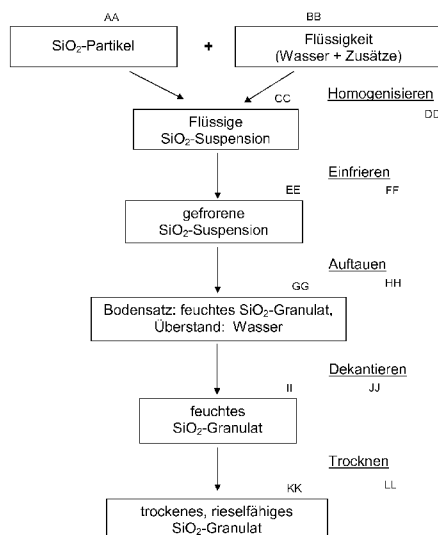 AA
BB
SiO₂-Partikel
+
Flüssigkeit
(Wasser + Zusätze)
CC
Homogenisieren
DD
Flüssige
SiO₂-Suspension
Einfrieren
EE
FF
gefrorene
SiO₂-Suspension
Auftauen
GG
HH
Bodensatz: feuchtes SiO₂-Granulat,
Überstand: Wasser
Dekantieren
II
JJ
feuchtes
SiO₂-Granulat
Trocknen
KK
LL
trockenes, rieselfähiges
SiO₂-Granulat